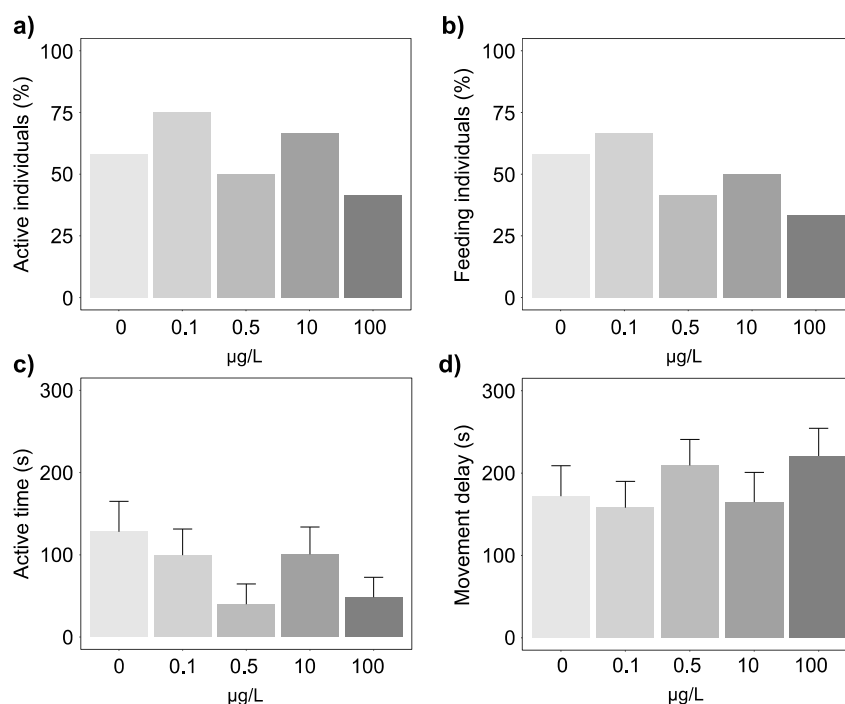 a)
Active individuals (%)
100
75
50
25
0
0 0.1 0.5 10 100
µg/L
b)
Feeding individuals (%)
100
75
50
25
0
0 0.1 0.5 10 100
µg/L
c)
Active time (s)
300
200
100
0
0 0.1 0.5 10 100
µg/L
d)
Movement delay (s)
300
200
100
0
0 0.1 0.5 10 100
µg/L